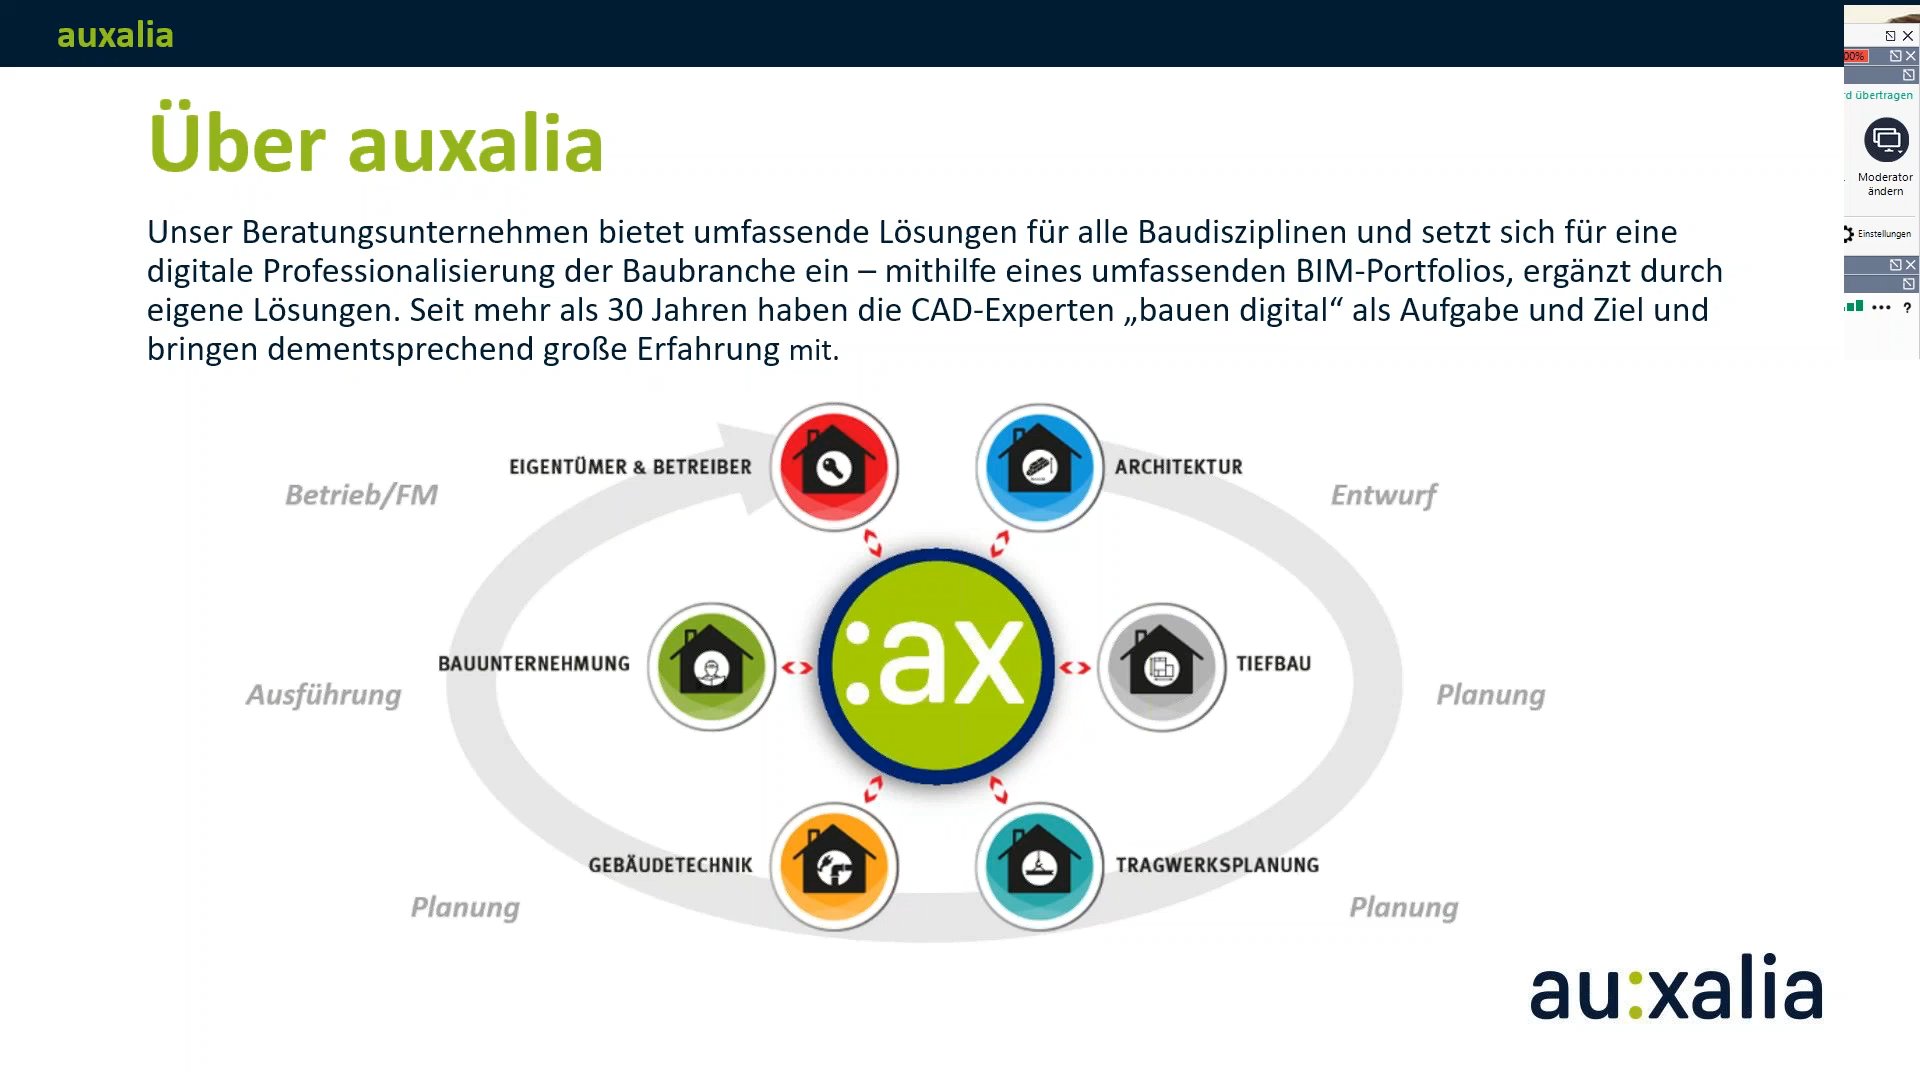 auxalia
Über auxalia
Unser Beratungsunternehmen bietet umfassende Lösungen für alle Baudisziplinen und setzt sich für eine
digitale Professionalisierung der Baubranche ein – mithilfe eines umfassenden BIM-Portfolios, ergänzt durch
eigene Lösungen. Seit mehr als 30 Jahren haben die CAD-Experten „bauen digital“ als Aufgabe und Ziel und
bringen dementsprechend große Erfahrung mit.
EIGENTÜMER & BETREIBER
ARCHITEKTUR
Betrieb/FM
Entwurf
:ax
BAUUNTERNEHMUNG
TIEFBAU
Ausführung
Planung
GEBÄUDETECHNIK
TRAGWERKSPLANUNG
Planung
Planung
au:xalia
00%
übertragen
Moderator
ändern
Einstellungen
?